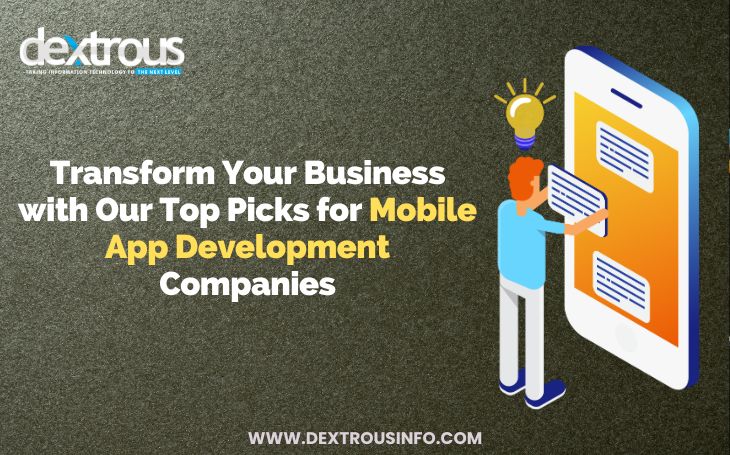 dextrous
TAKING INFORMATION TECHNOLOGY TO THE NEXT LEVEL
Transform Your Business
with Our Top Picks for Mobile
App Development
Companies
WWW.DEXTROUSINFO.COM